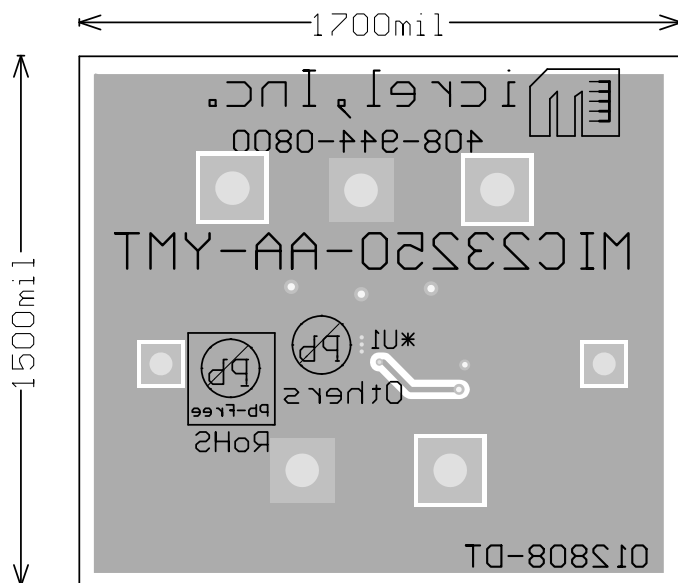 1700mil
icrel,Inc.
408-944-0800
MIC23250-AA-YMT
1500mil
Pb
*U1
Pb
Others
Pb-Free
RoHS
012808-DT